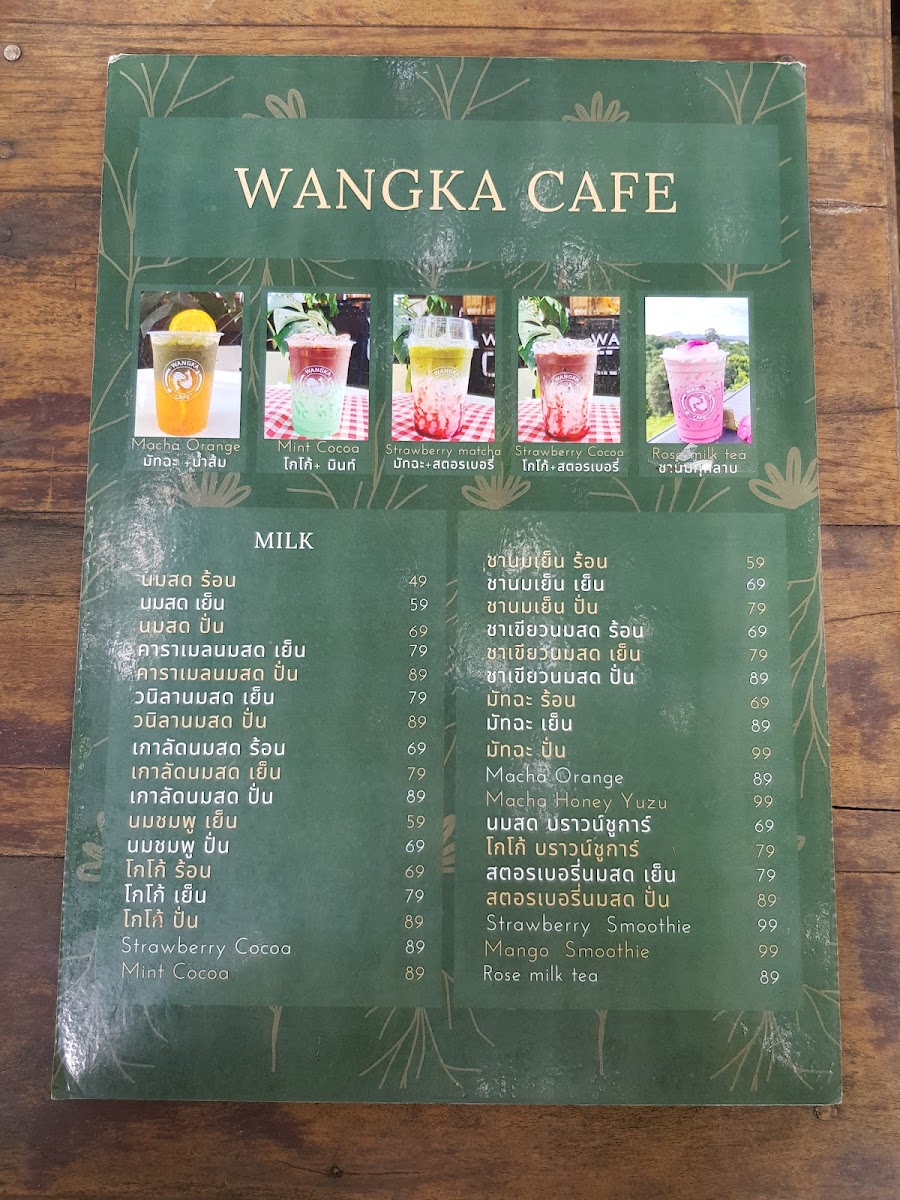 WANGKA CAFE
WANGKA
CAFE
WANGKA
CAFE
WANGKA
WANGKA
WANGKA
CAFE
Macha Orange
มัทฉะ +น้ำส้ม
Mint Cocoa
โกโก้+ มินท์
Strawberry matcha
มัทฉะ+สตอรเบอรี่
Strawberry Cocoa
โกโก้+สตอรเบอรี่
Rose milk tea
ชานมกุหลาบ
MILK
นมสด ร้อน 49
นมสด เย็น 59
นมสด ปั่น 69
คาราเมลนมสด เย็น 79
คาราเมลนมสด ปั่น 89
วนิลานมสด เย็น 79
วนิลานมสด ปั่น 89
เกาลัดนมสด ร้อน 69
เกาลัดนมสด เย็น 79
เกาลัดนมสด ปั่น 89
นมชมพู เย็น 59
นมชมพู ปั่น 69
โกโก้ ร้อน 69
โกโก้ เย็น 79
โกโก้ ปั่น 89
Strawberry Cocoa 89
Mint Cocoa 89
ชานมเย็น ร้อน 59
ชานมเย็น เย็น 69
ชานมเย็น ปั่น 79
ชาเขียวนมสด ร้อน 69
ชาเขียวนมสด เย็น 79
ชาเขียวนมสด ปั่น 89
มัทฉะ ร้อน 69
มัทฉะ เย็น 89
มัทฉะ ปั่น 99
Macha Orange 89
Macha Honey Yuzu 99
นมสด บราวน์ชูการ์ 69
โกโก้ บราวน์ชูการ์ 79
สตอรเบอรี่นมสด เย็น 79
สตอรเบอรี่นมสด ปั่น 89
Strawberry Smoothie 99
Mango Smoothie 99
Rose milk tea 89